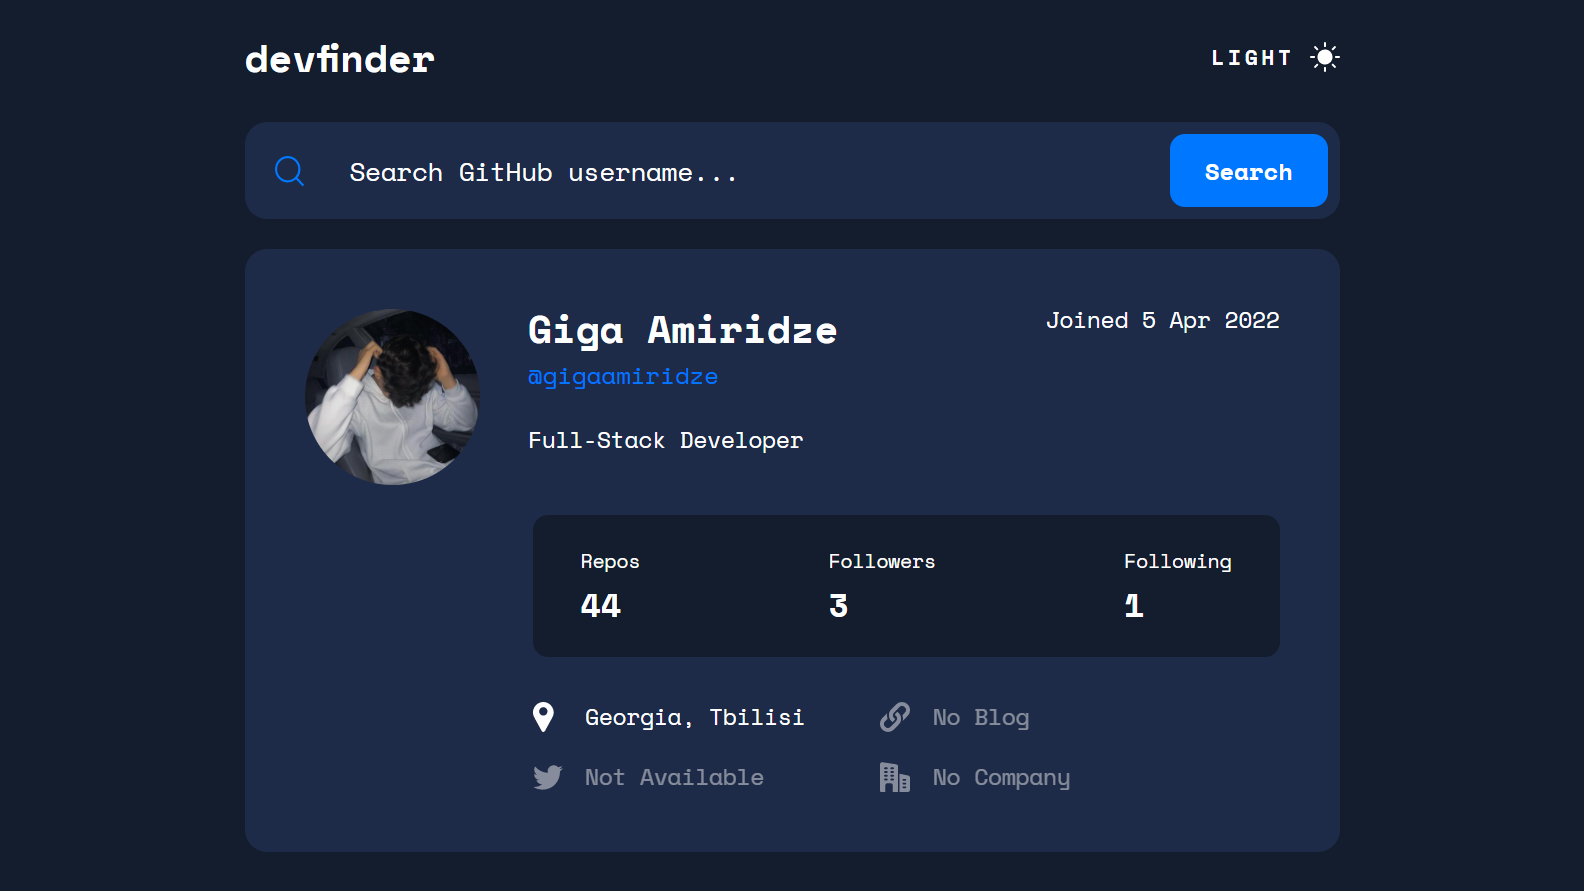 devfinder
LIGHT
Search GitHub username...
Search
Giga Amiridze
Joined 5 Apr 2022
@gigaamiridze
Full-Stack Developer
Repos Followers Following
44 3 1
Georgia, Tbilisi No Blog
Not Available No Company